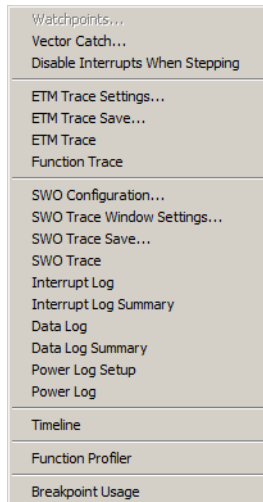 Watchpoints...
Vector Catch...
Disable Interrupts When Stepping
ETM Trace Settings...
ETM Trace Save...
ETM Trace
Function Trace
SWO Configuration...
SWO Trace Window Settings...
SWO Trace Save...
SWO Trace
Interrupt Log
Interrupt Log Summary
Data Log
Data Log Summary
Power Log Setup
Power Log
Timeline
Function Profiler
Breakpoint Usage